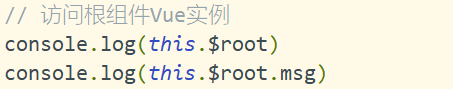 // 访问根组件Vue实例
console.log(this.$root)
console.log(this.$root.msg)